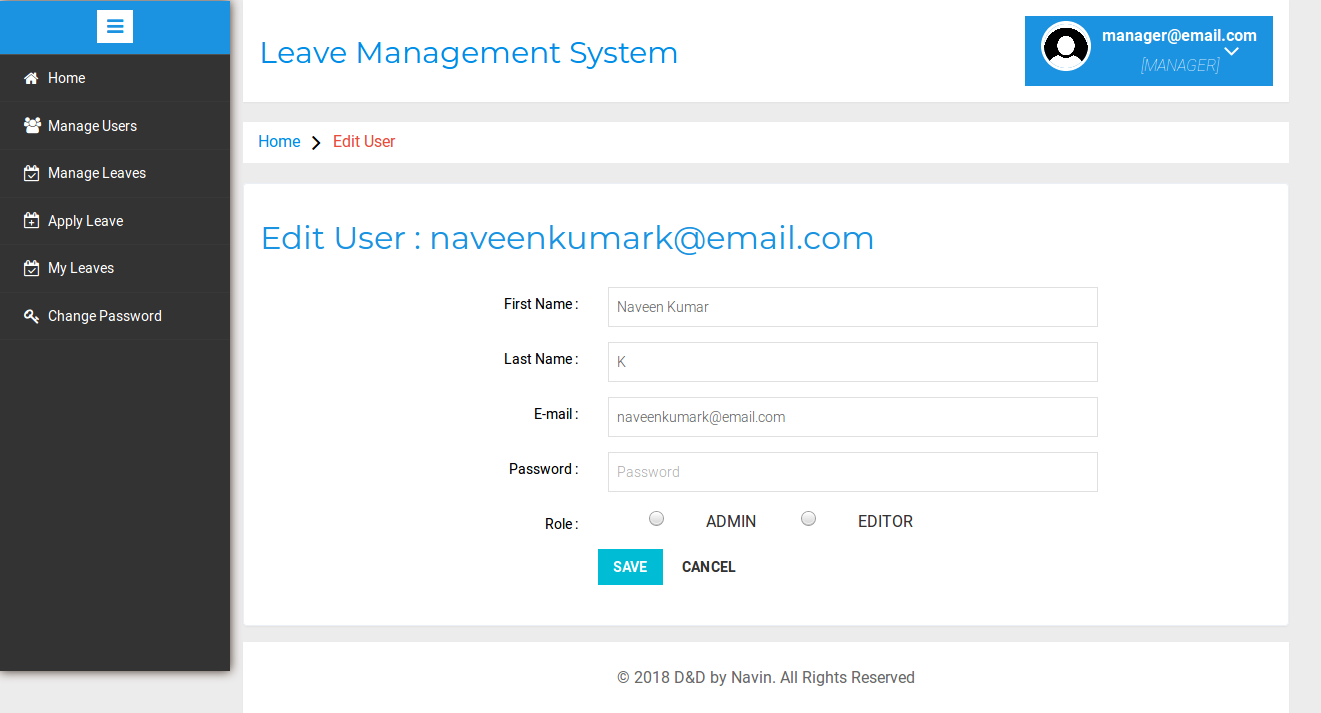 Leave Management System
manager@email.com
[MANAGER]
Home
Manage Users
Manage Leaves
Apply Leave
My Leaves
Change Password
Home Edit User
Edit User : naveenkumark@email.com
First Name : Naveen Kumar
Last Name : K
E-mail : naveenkumark@email.com
Password : Password
Role : ADMIN EDITOR
SAVE CANCEL
© 2018 D&D by Navin. All Rights Reserved